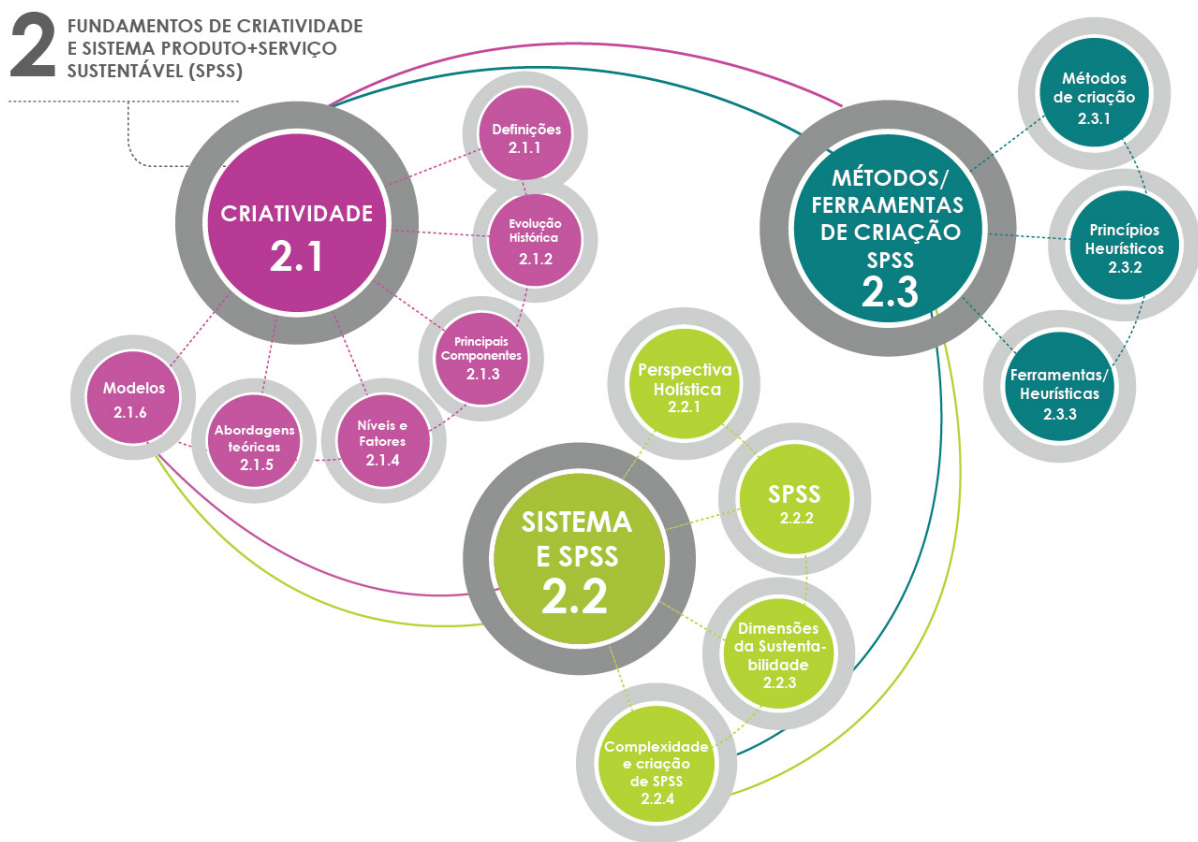 2
FUNDAMENTOS DE CRIATIVIDADE
E SISTEMA PRODUTO+SERVIÇO
SUSTENTÁVEL (SPSS)
CRIATIVIDADE
2.1
Definições
2.1.1
Evolução
Histórica
2.1.2
Principais
Componentes
2.1.3
Níveis e
Fatores
2.1.4
Abordagens
teóricas
2.1.5
Modelos
2.1.6
SISTEMA
E SPSS
2.2
Perspectiva
Holística
2.2.1
SPSS
2.2.2
Dimensões
da Sustenta-
bilidade
2.2.3
Complexidade
e criação
de SPSS
2.2.4
MÉTODOS/
FERRAMENTAS
DE CRIAÇÃO
SPSS
2.3
Métodos
de criação
2.3.1
Princípios
Heurísticos
2.3.2
Ferramentas/
Heurísticas
2.3.3